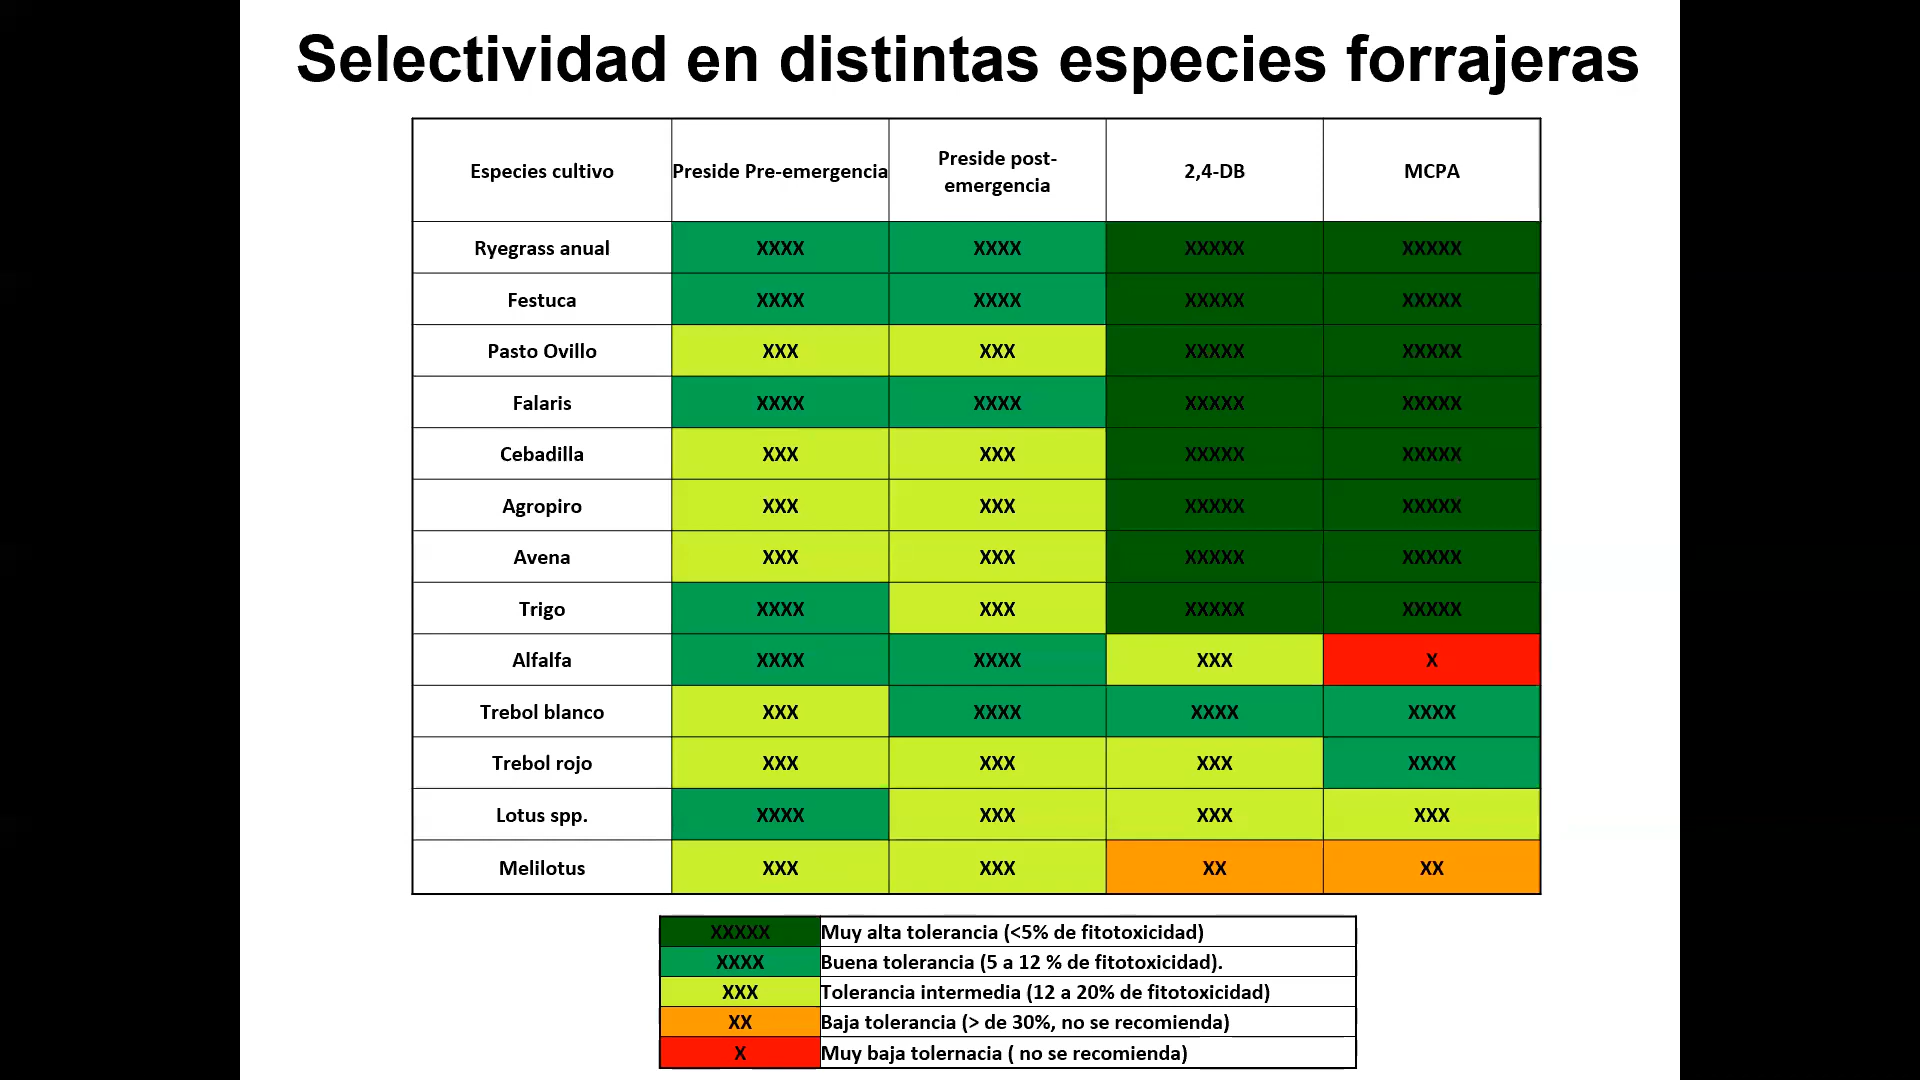 Selectividad en distintas especies forrajeras
Especies cultivo Preside Pre-emergencia Preside post-emergencia 2,4-DB MCPA
Ryegrass anual XXXX XXXX XXXXX XXXXX
Festuca XXXX XXXX XXXXX XXXXX
Pasto Ovillo XXX XXX XXXXX XXXXX
Falaris XXXX XXXX XXXXX XXXXX
Cebadilla XXX XXX XXXXX XXXXX
Agropiro XXX XXX XXXXX XXXXX
Avena XXX XXX XXXXX XXXXX
Trigo XXXX XXX XXXXX XXXXX
Alfalfa XXXX XXXX XXX X
Trebol blanco XXX XXXX XXXX XXXX
Trebol rojo XXX XXX XXX XXXX
Lotus spp. XXXX XXX XXX XXX
Melilotus XXX XXX XX XX
XXXXX Muy alta tolerancia (<5% de fitotoxicidad)
XXXX Buena tolerancia (5 a 12 % de fitotoxicidad).
XXX Tolerancia intermedia (12 a 20% de fitotoxicidad)
XX Baja tolerancia (> de 30%, no se recomienda)
X Muy baja tolernacia ( no se recomienda)